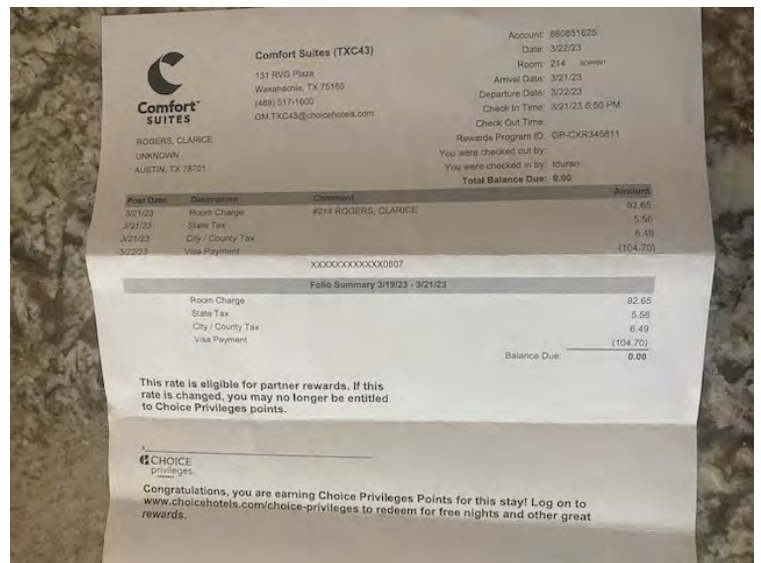 Comfort
SUITES
Comfort Suites (TXC43)
131 RVG Plaza
Waxahachie, TX 75165
(469) 517-1600
GM.TXC43@choicehotels.com
Account: 660851625
Date: 3/22/23
Room: 214
Arrival Date: 3/21/23
Departure Date: 3/22/23
Check In Time: 3/21/23 6:50 PM
Check Out Time:
Rewards Program ID: GP-CXR345811
You were checked out by:
You were checked in by: tduran
Total Balance Due: 0.00
ROGERS, CLARICE
UNKNOWN
AUSTIN, TX 78701
Post Date Description Comment Amount
3/21/23 Room Charge #214 ROGERS, CLARICE 92.65
3/21/23 State Tax 5.56
3/21/23 City / County Tax 6.49
3/22/23 Visa Payment (104.70)
XXXXXXXXXXXX0607
Folio Summary 3/19/23 - 3/21/23
Room Charge 92.65
State Tax 5.56
City / County Tax 6.49
Visa Payment (104.70)
Balance Due: 0.00
This rate is eligible for partner rewards. If this
rate is changed, you may no longer be entitled
to Choice Privileges points.
x
CHOICE
privileges.
Congratulations, you are earning Choice Privileges Points for this stay! Log on to
www.choicehotels.com/choice-privileges to redeem for free nights and other great
rewards.